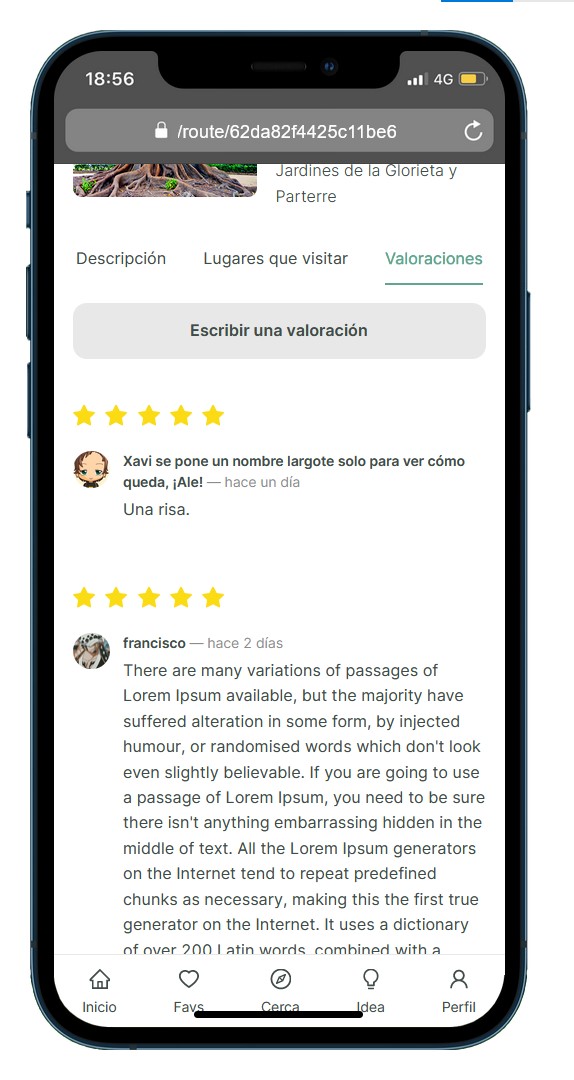 18:56
4G
/route/62da82f4425c11be6
Jardines de la Glorieta y
Parterre
Descripción Lugares que visitar Valoraciones
Escribir una valoración
Xavi se pone un nombre largote solo para ver cómo
queda, ¡Ale! — hace un día
Una risa.
francisco — hace 2 días
There are many variations of passages of
Lorem Ipsum available, but the majority have
suffered alteration in some form, by injected
humour, or randomised words which don't look
even slightly believable. If you are going to use
a passage of Lorem Ipsum, you need to be sure
there isn't anything embarrassing hidden in the
middle of text. All the Lorem Ipsum generators
on the Internet tend to repeat predefined
chunks as necessary, making this the first true
generator on the Internet. It uses a dictionary
of over 200 Latin words, combined with a
Inicio Favs Cerca Idea Perfil